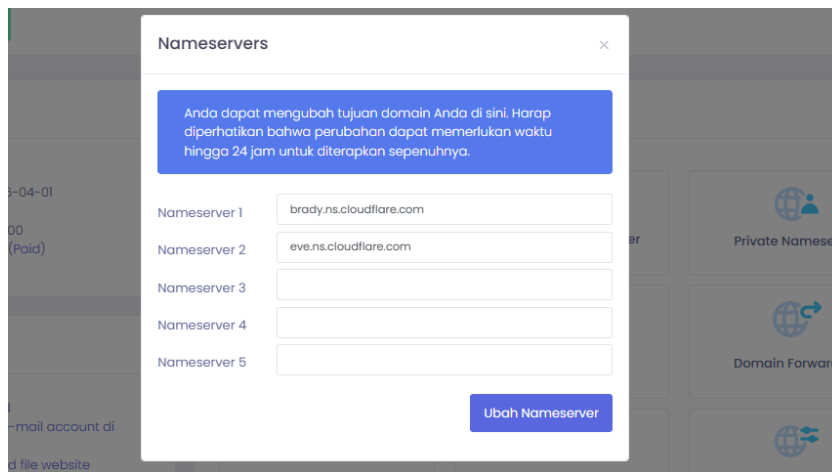 Nameservers
×
Anda dapat mengubah tujuan domain Anda di sini. Harap
diperhatikan bahwa perubahan dapat memerlukan waktu
hingga 24 jam untuk diterapkan sepenuhnya.
Nameserver 1
brady.ns.cloudflare.com
Nameserver 2
eve.ns.cloudflare.com
Nameserver 3
Nameserver 4
Nameserver 5
Ubah Nameserver
-04-01
00
(Paid)
-mail account di
d file website
er
Private Namese
Domain Forwar